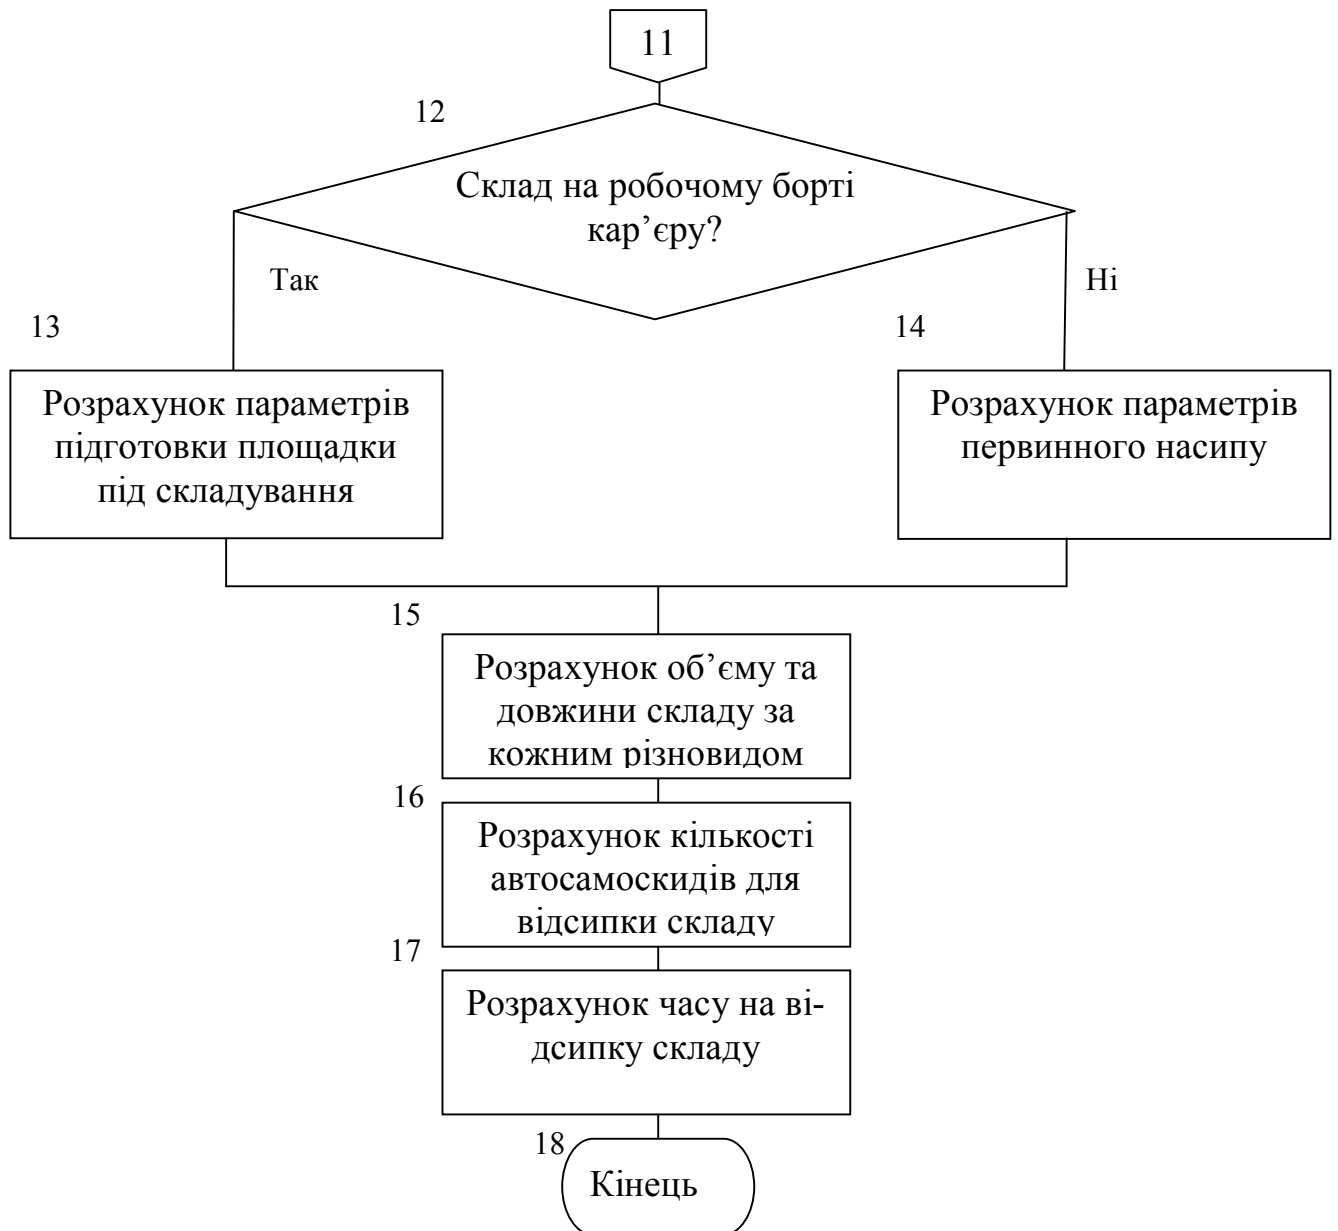 11
12
Склад на робочому борті
кар’єру?
Так
Ні
13
14
Розрахунок параметрів
підготовки площадки
під складування
Розрахунок параметрів
первинного насипу
15
Розрахунок об’єму та
довжини складу за
кожним різновидом
16
Розрахунок кількості
автосамоскидів для
відсипки складу
17
Розрахунок часу на ві-
дсипку складу
18
Кінець